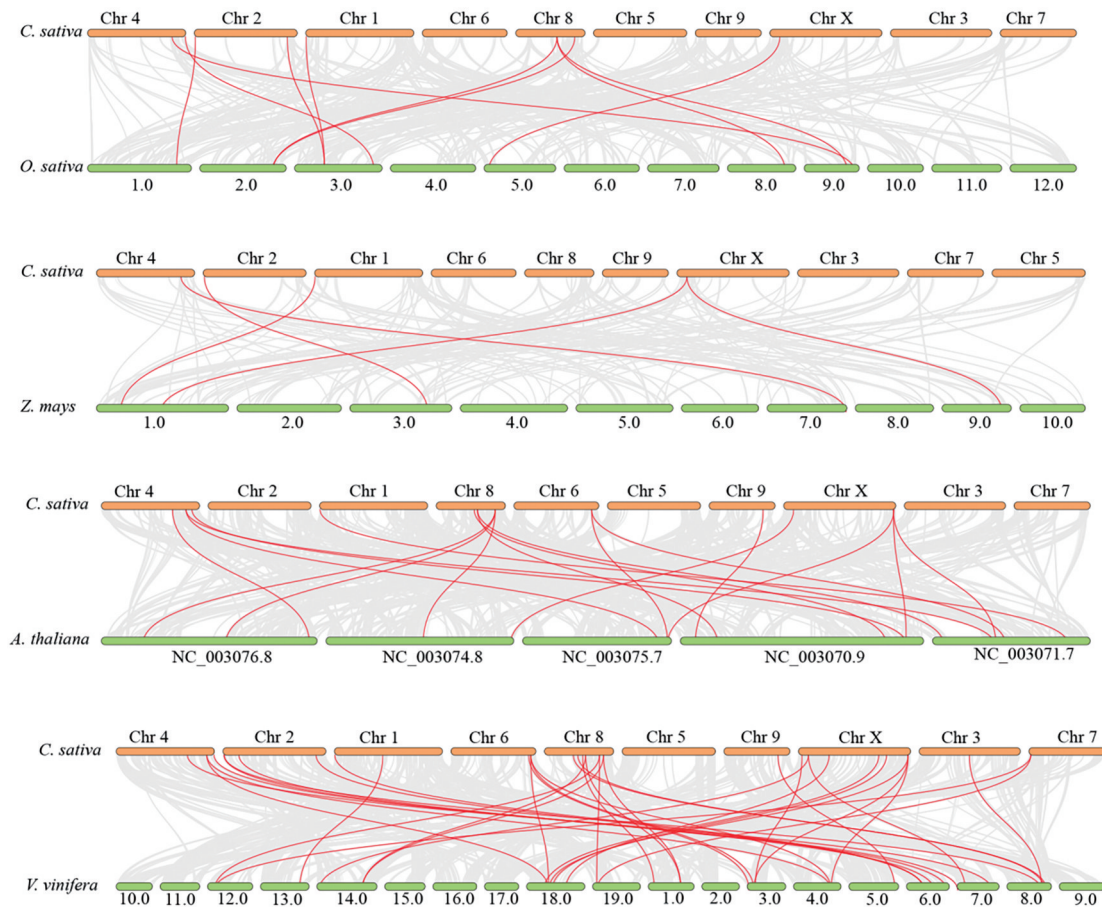 Chr 4 Chr 2 Chr 1 Chr 6 Chr 8 Chr 5 Chr 9 Chr X Chr 3 Chr 7
C. sativa
O. sativa
1.0 2.0 3.0 4.0 5.0 6.0 7.0 8.0 9.0 10.0 11.0 12.0
Chr 4 Chr 2 Chr 1 Chr 6 Chr 8 Chr 9 Chr X Chr 3 Chr 7 Chr 5
C. sativa
Z. mays
1.0 2.0 3.0 4.0 5.0 6.0 7.0 8.0 9.0 10.0
Chr 4 Chr 2 Chr 1 Chr 8 Chr 6 Chr 5 Chr 9 Chr X Chr 3 Chr 7
C. sativa
A. thaliana
NC_003076.8 NC_003074.8 NC_003075.7 NC_003070.9 NC_003071.7
Chr 4 Chr 2 Chr 1 Chr 6 Chr 8 Chr 5 Chr 9 Chr X Chr 3 Chr 7
C. sativa
V. vinifera
10.0 11.0 12.0 13.0 14.0 15.0 16.0 17.0 18.0 19.0 1.0 2.0 3.0 4.0 5.0 6.0 7.0 8.0 9.0